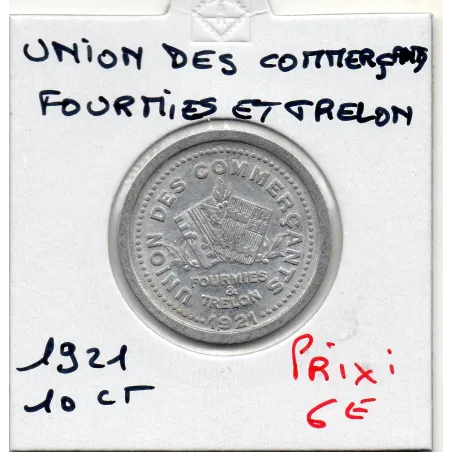 UNION DES COMMERÇANTS
FOURMIES ET TRELON
UNION DES COMMERÇANTS
FOURMIES
&
TRELON
1921
1921
10 CT
PRIX:
6€